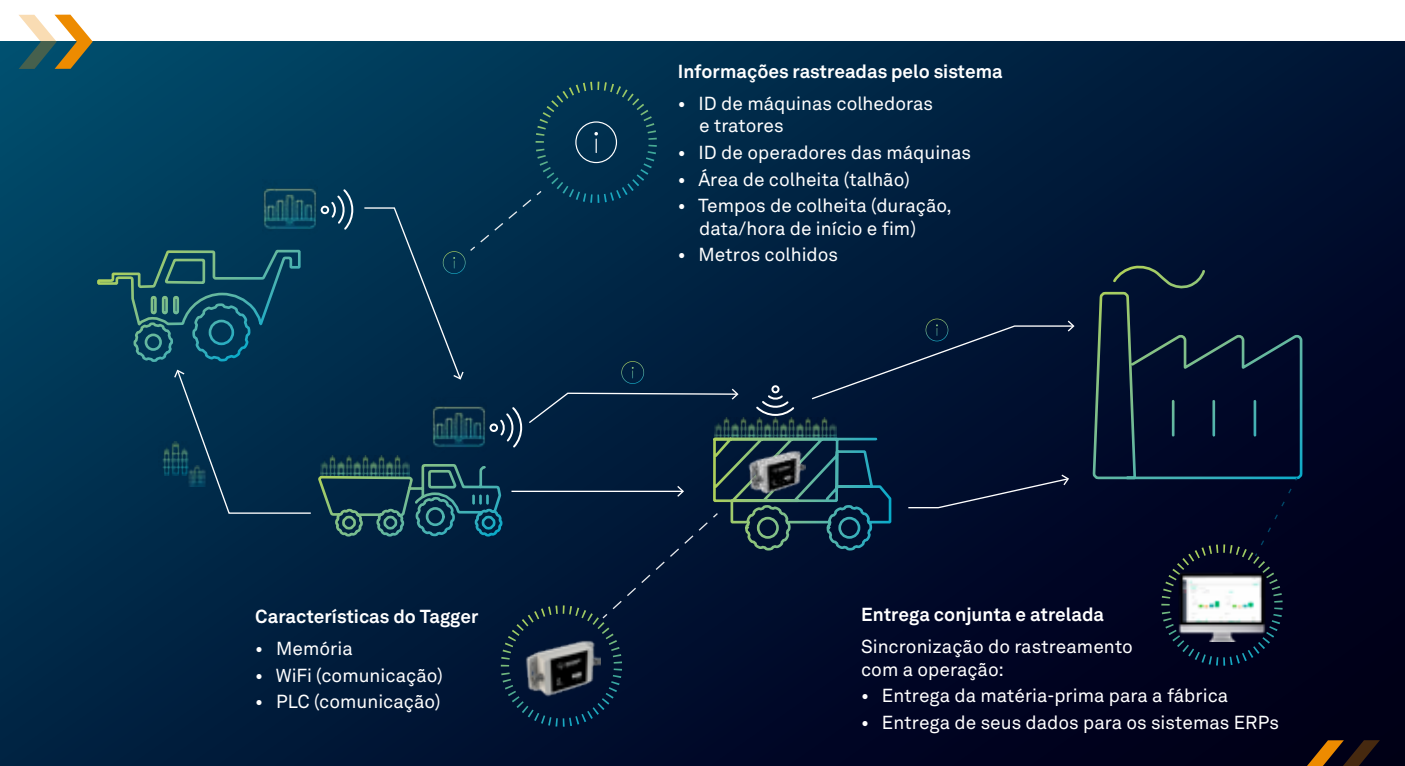 Informações rastreadas pelo sistema
• ID de máquinas colhedoras
e tratores
• ID de operadores das máquinas
• Área de colheita (talhão)
• Tempos de colheita (duração,
data/hora de início e fim)
• Metros colhidos
Características do Tagger
• Memória
• WiFi (comunicação)
• PLC (comunicação)
Entrega conjunta e atrelada
Sincronização do rastreamento
com a operação:
• Entrega da matéria-prima para a fábrica
• Entrega de seus dados para os sistemas ERPs